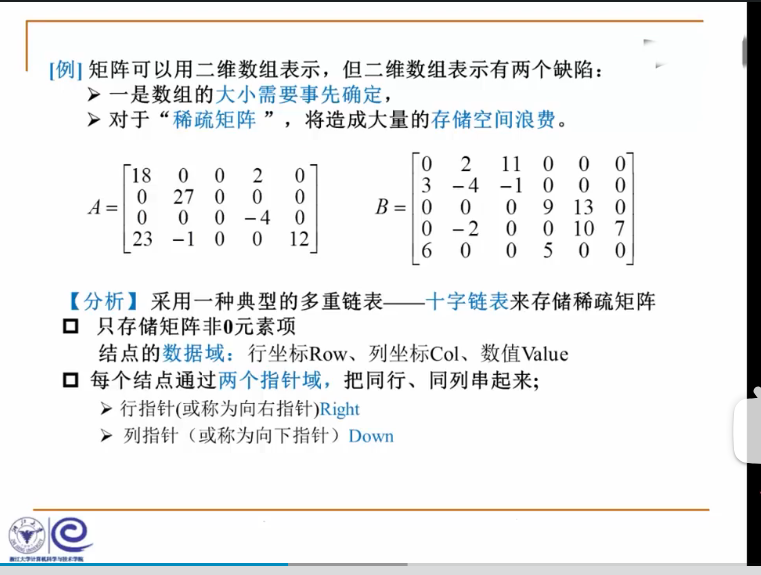 [例] 矩阵可以用二维数组表示，但二维数组表示有两个缺陷：
➢ 一是数组的大小需要事先确定，
➢ 对于“稀疏矩阵 ”，将造成大量的存储空间浪费。
A =
18 0 0 2 0
0 27 0 0 0
0 0 0 −4 0
23 −1 0 0 12
B =
0 2 11 0 0 0
3 −4 −1 0 0 0
0 0 0 9 13 0
0 −2 0 0 10 7
6 0 0 5 0 0
【分析】采用一种典型的多重链表——十字链表来存储稀疏矩阵
❑ 只存储矩阵非0元素项
结点的数据域：行坐标Row、列坐标Col、数值Value
❑ 每个结点通过两个指针域，把同行、同列串起来;
➢ 行指针(或称为向右指针)Right
➢ 列指针（或称为向下指针）Down
浙江大学计算机科学与技术学院